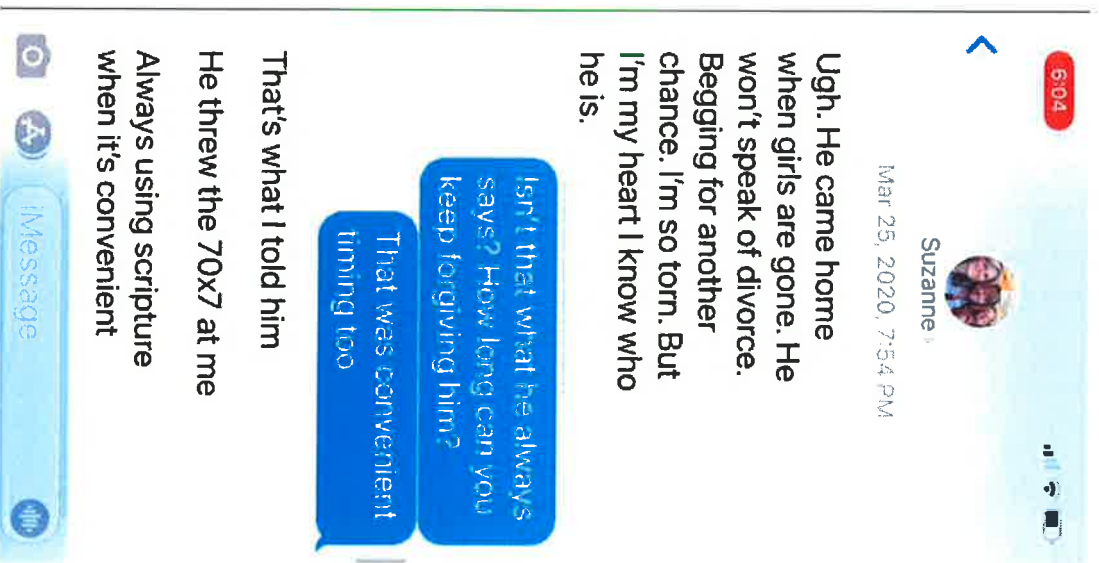 6:04
Suzanne
Mar 25, 2020, 7:54 PM
Ugh. He came home
when girls are gone. He
won't speak of divorce.
Begging for another
chance. I'm so torn. But
I'm my heart I know who
he is.
Isn't that what he always
says? How long can you
keep forgiving him?
That was convenient
timing too
That's what I told him
He threw the 70x7 at me
Always using scripture
when it's convenient
iMessage